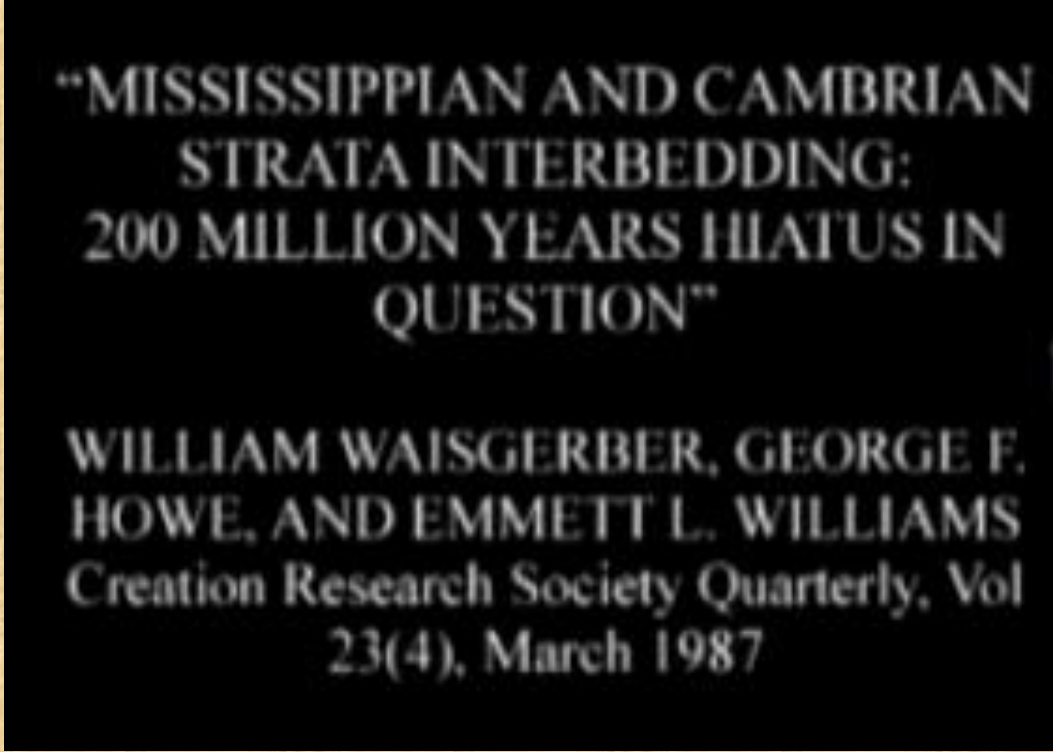 “MISSISSIPPIAN AND CAMBRIAN
STRATA INTERBEDDING:
200 MILLION YEARS HIATUS IN
QUESTION”
WILLIAM WAISGERBER, GEORGE F.
HOWE, AND EMMETT L. WILLIAMS
Creation Research Society Quarterly, Vol
23(4), March 1987